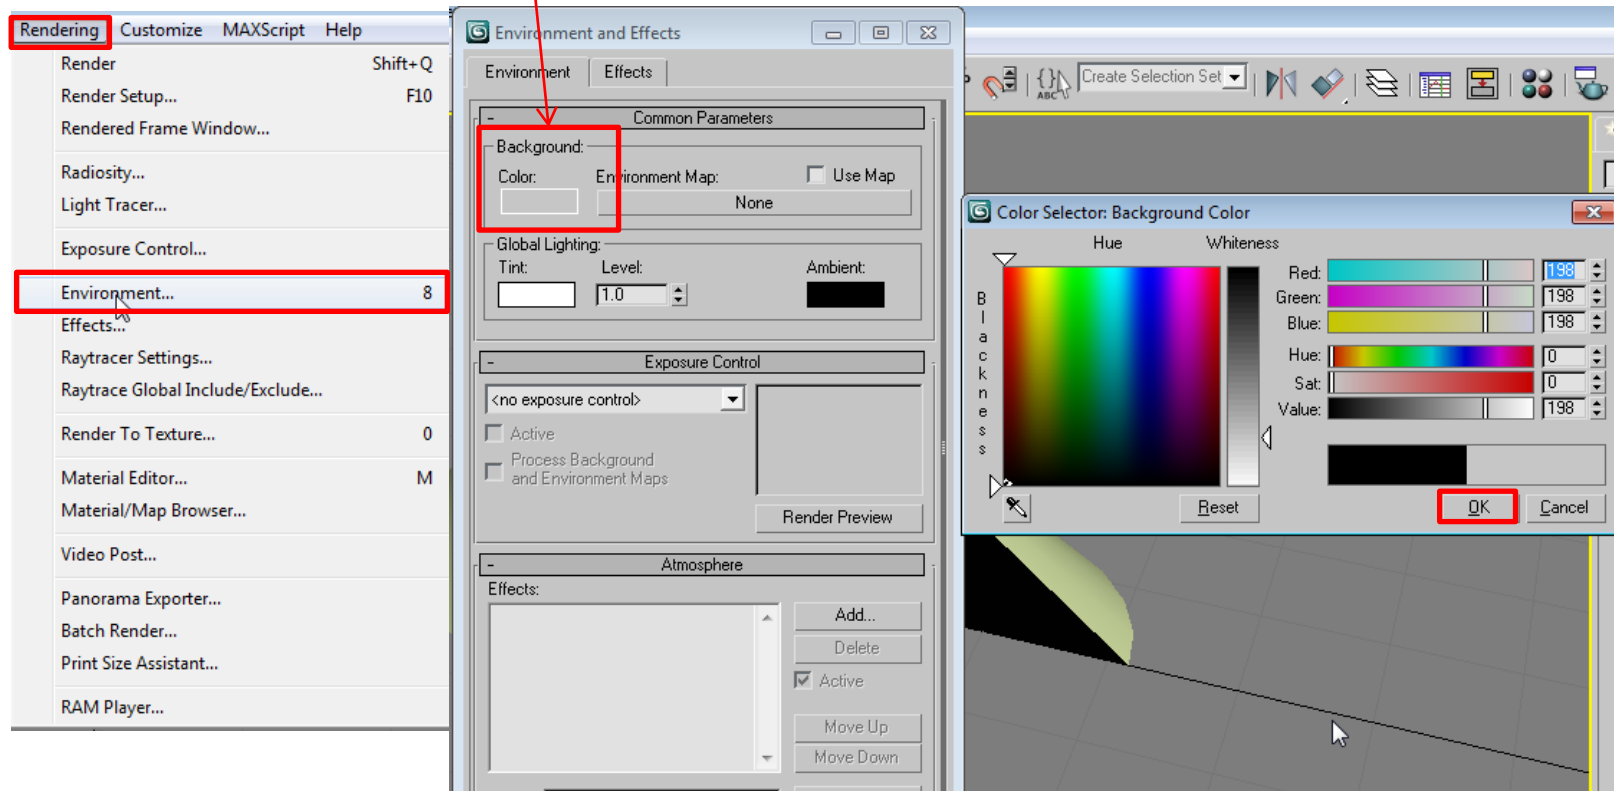 Rendering Customize MAXScript Help
Render Shift+Q
Render Setup... F10
Rendered Frame Window...
Radiosity...
Light Tracer...
Exposure Control...
Environment... 8
Effects...
Raytracer Settings...
Raytrace Global Include/Exclude...
Render To Texture... 0
Material Editor... M
Material/Map Browser...
Video Post...
Panorama Exporter...
Batch Render...
Print Size Assistant...
RAM Player...
Environment and Effects
Environment Effects
- Common Parameters
Background:
Color: Environment Map: Use Map
None
Global Lighting:
Tint: Level: Ambient:
1.0
- Exposure Control
<no exposure control>
Active
Process Background
and Environment Maps
Render Preview
- Atmosphere
Effects:
Add...
Delete
Active
Move Up
Move Down
{} ABC Create Selection Set
Color Selector: Background Color
Hue Whiteness
Blackness
Red: 198
Green: 198
Blue: 198
Hue: 0
Sat: 0
Value: 198
Reset OK Cancel